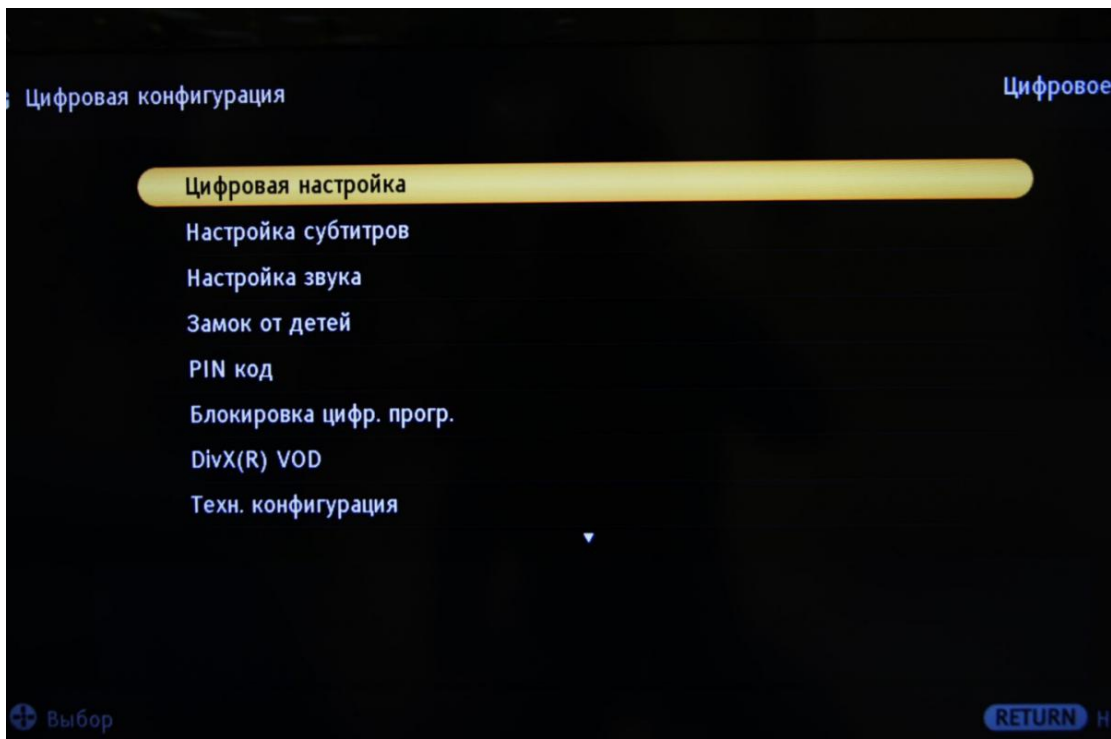 Цифровая конфигурация
Цифровое
Цифровая настройка
Настройка субтитров
Настройка звука
Замок от детей
PIN код
Блокировка цифр. прогр.
DivX(R) VOD
Техн. конфигурация
Выбор
RETURN